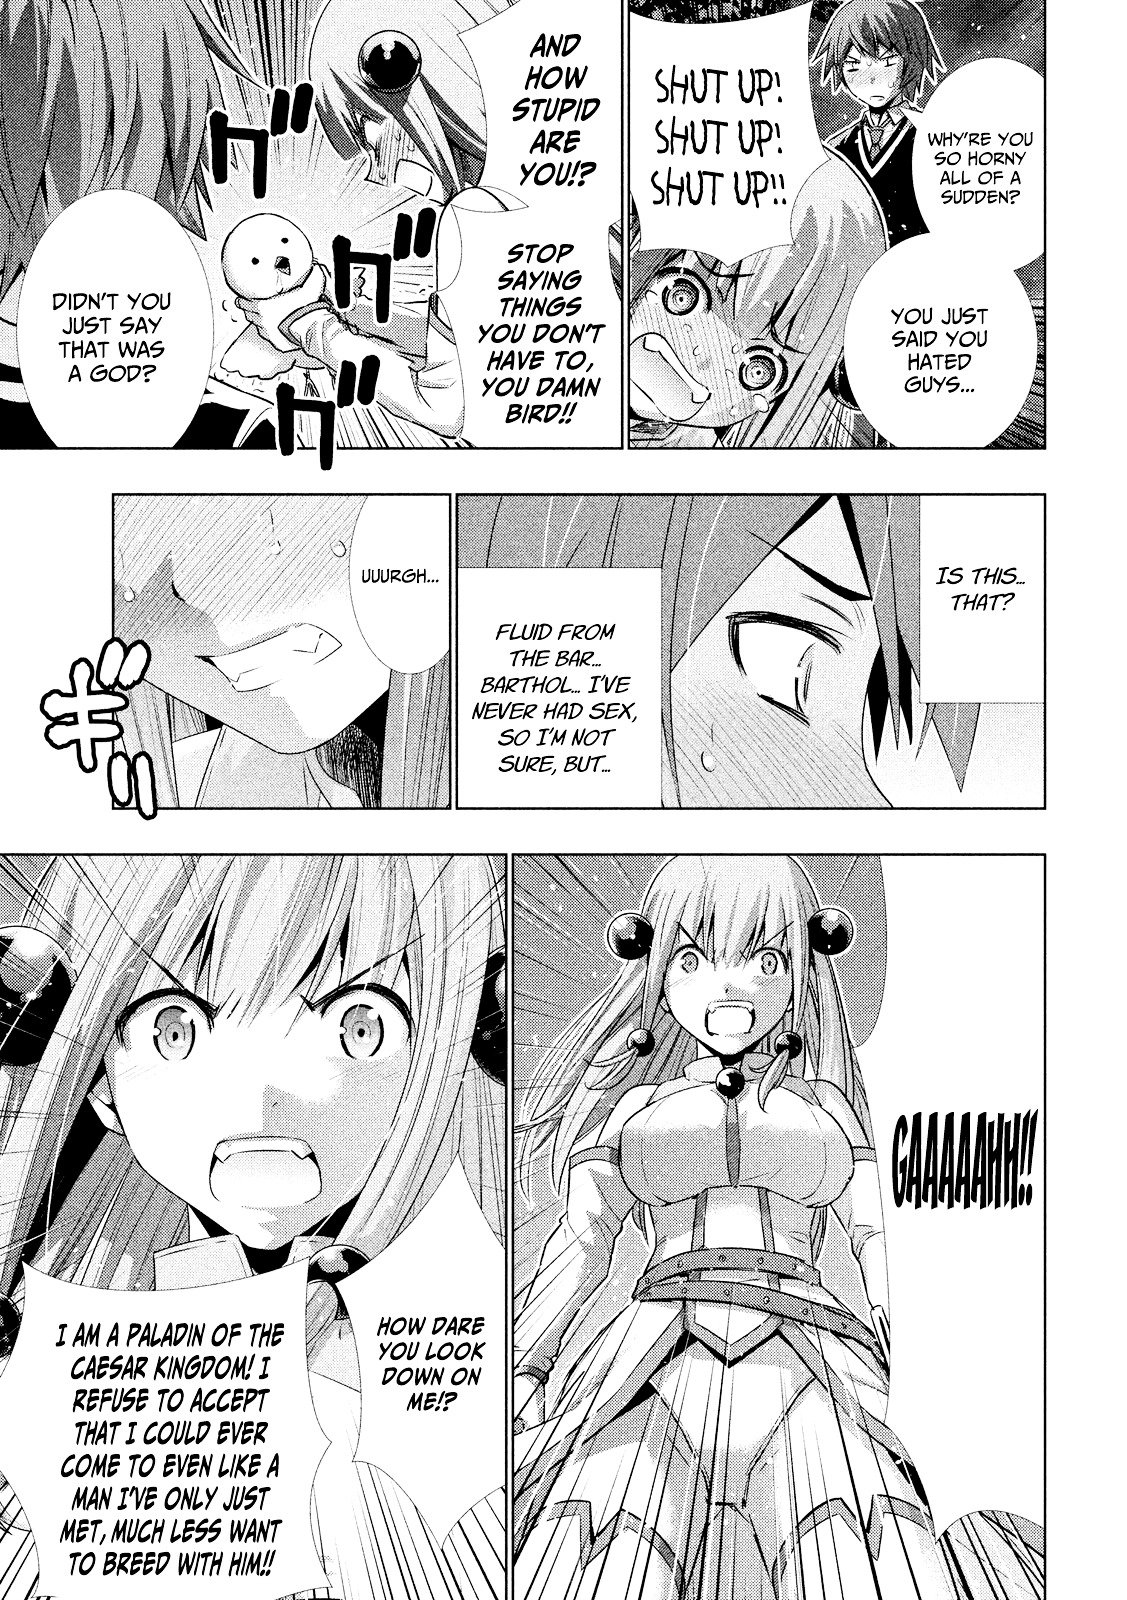 WHY'RE YOU
SO HORNY
ALL OF A
SUDDEN?
YOU JUST
SAID YOU
HATED
GUYS...
SHUT UP!
SHUT UP!
SHUT UP!!
AND
HOW
STUPID
ARE
YOU!?
STOP
SAYING
THINGS
YOU DON'T
HAVE TO,
YOU DAMN
BIRD!!
グググ
DIDN'T YOU
JUST SAY
THAT WAS
A GOD?
IS THIS...
THAT?
FLUID FROM
THE BAR...
BARTHOL... I'VE
NEVER HAD SEX,
SO I'M NOT
SURE, BUT...
UUURGH...
ギリ
GAAAAAHH!!
HOW DARE
YOU LOOK
DOWN ON
ME!?
I AM A PALADIN OF THE
CAESAR KINGDOM! I
REFUSE TO ACCEPT
THAT I COULD EVER
COME TO EVEN LIKE A
MAN I'VE ONLY JUST
MET, MUCH LESS WANT
TO BREED WITH HIM!!